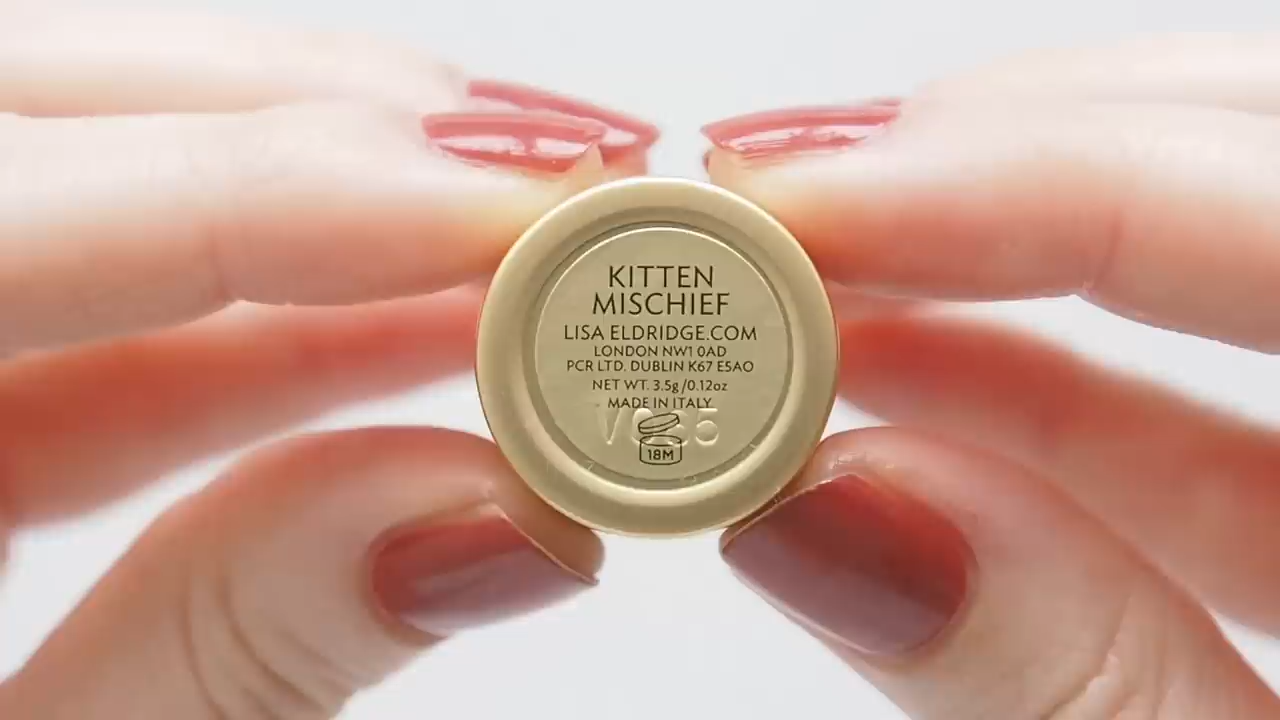 KITTEN
MISCHIEF
LISA ELDRIDGE.COM
LONDON NW1 0AD
PCR LTD. DUBLIN K67 E5AO
NET WT. 3.5g/0.12oz
MADE IN ITALY
18M